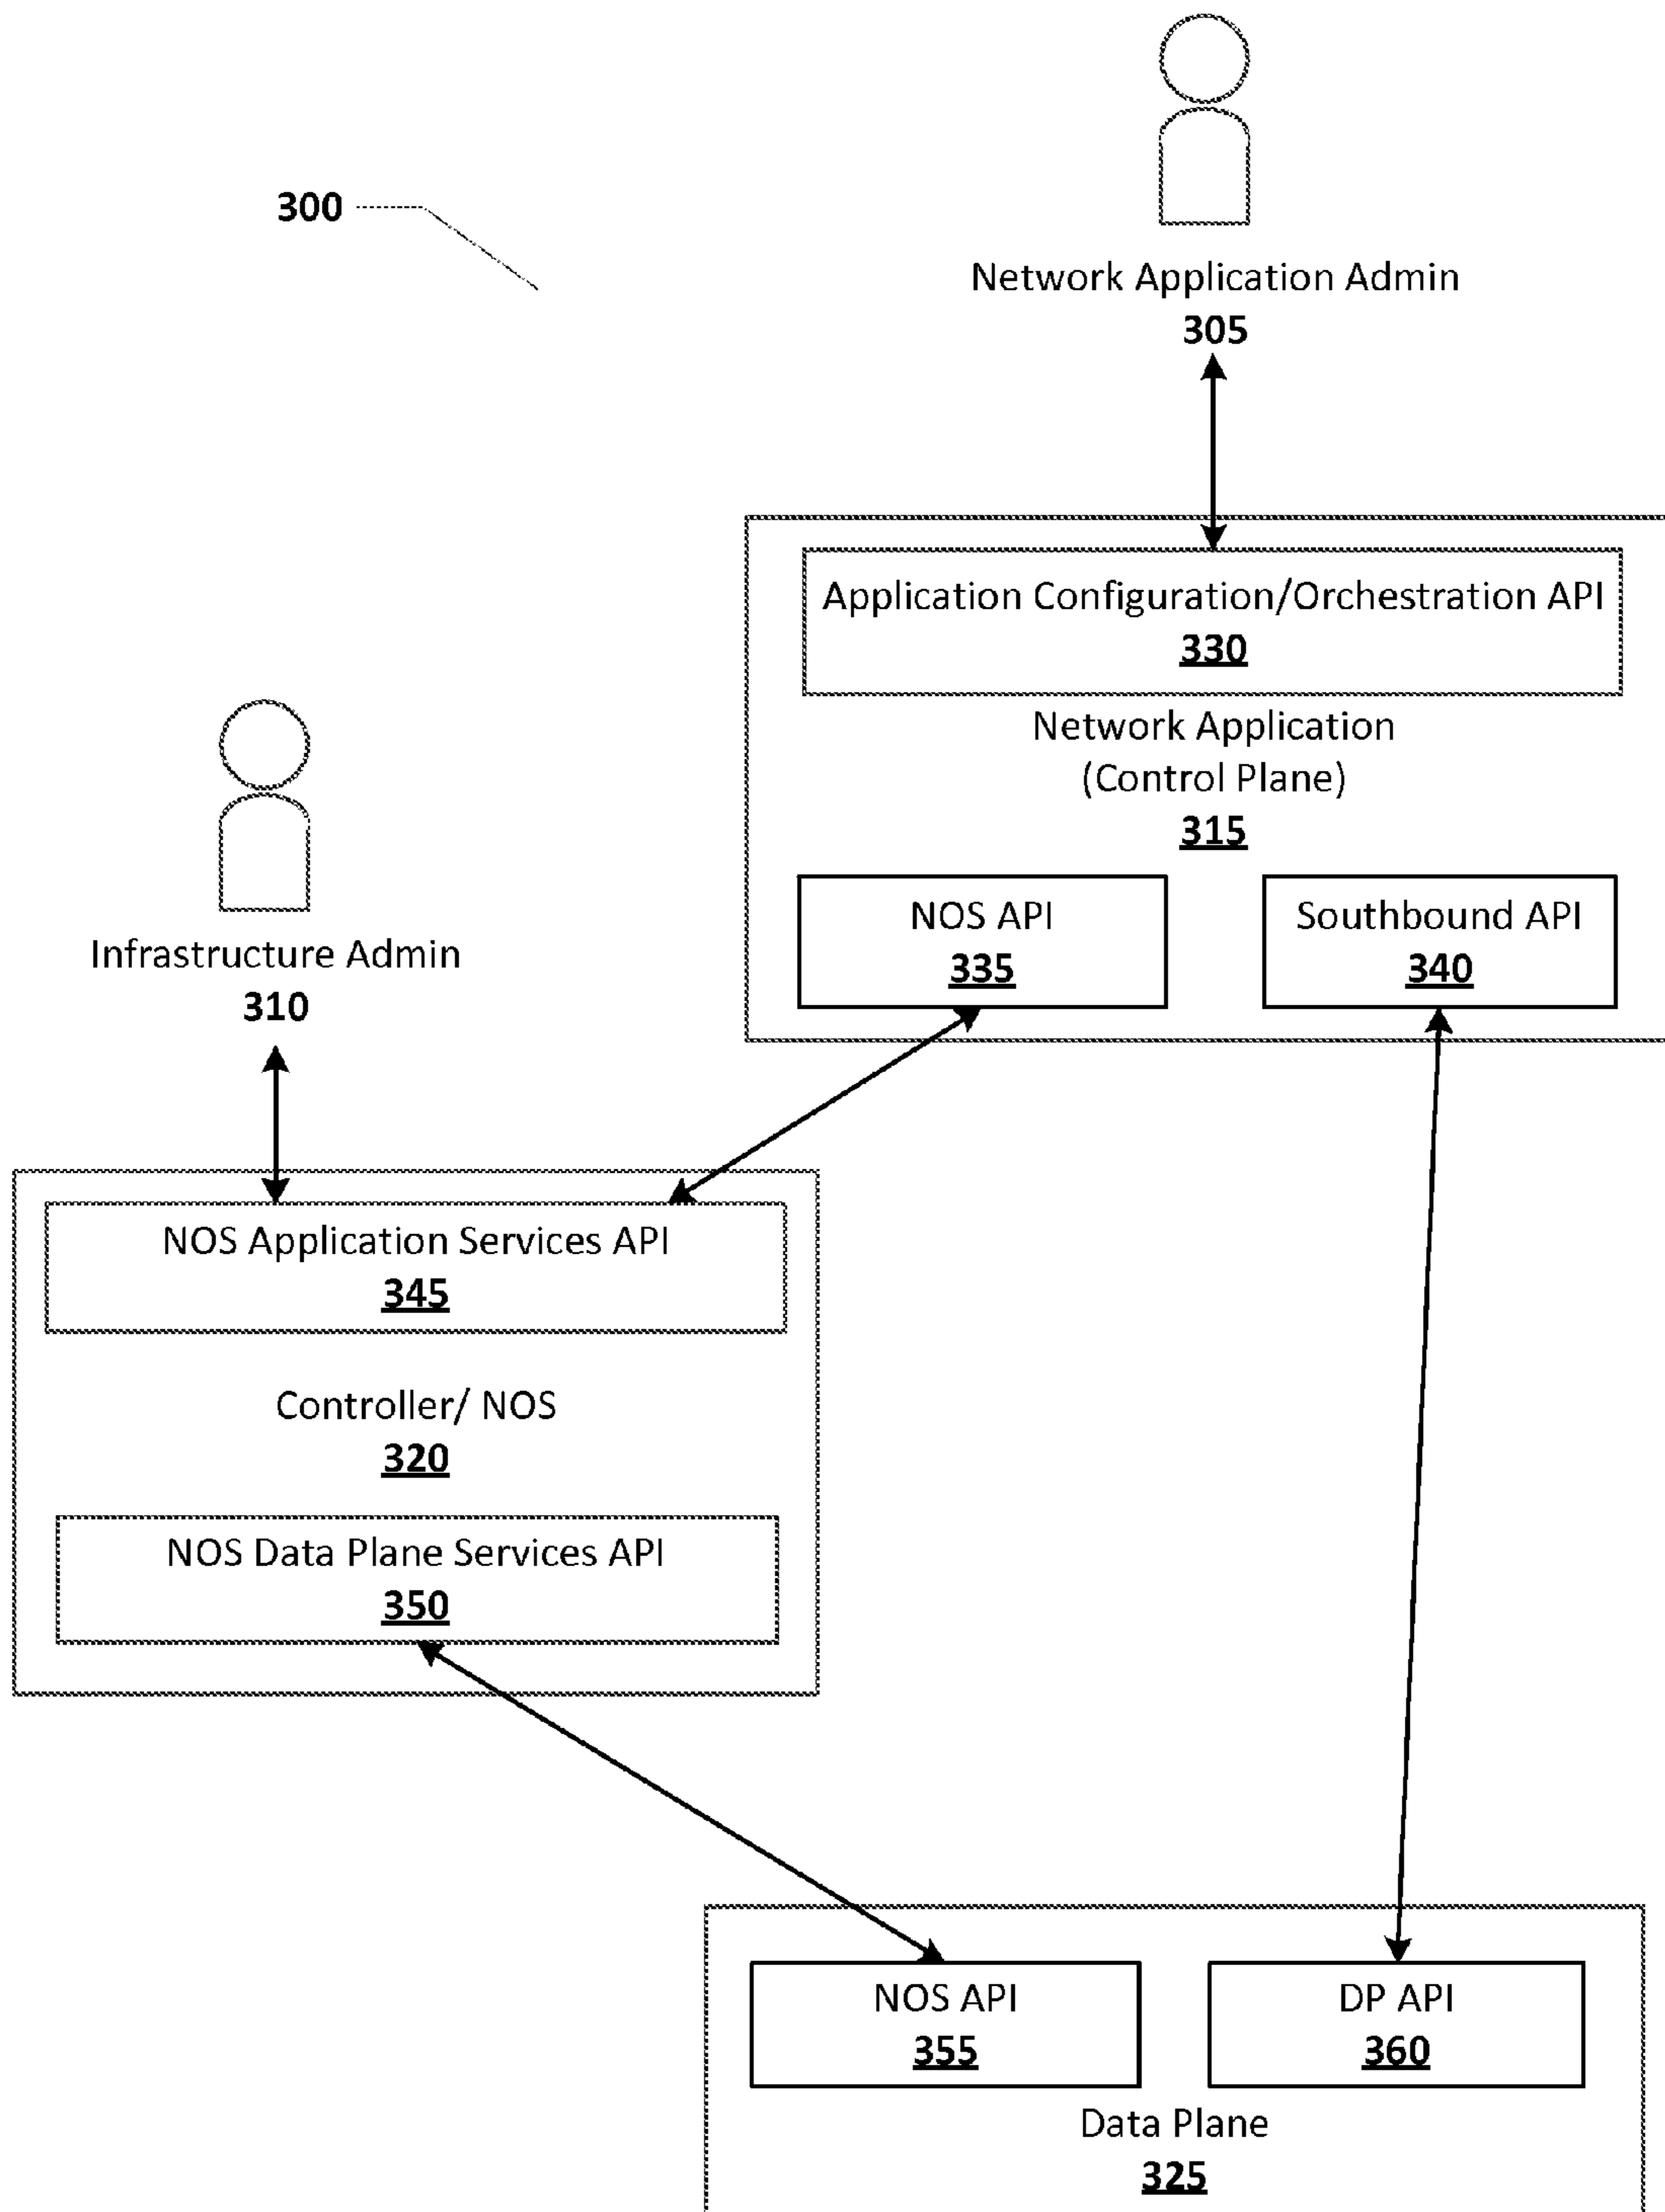 300
Network Application Admin
305
Application Configuration/Orchestration API
330
Network Application
(Control Plane)
315
NOS API
335
Southbound API
340
Infrastructure Admin
310
NOS Application Services API
345
Controller/ NOS
320
NOS Data Plane Services API
350
NOS API
355
DP API
360
Data Plane
325